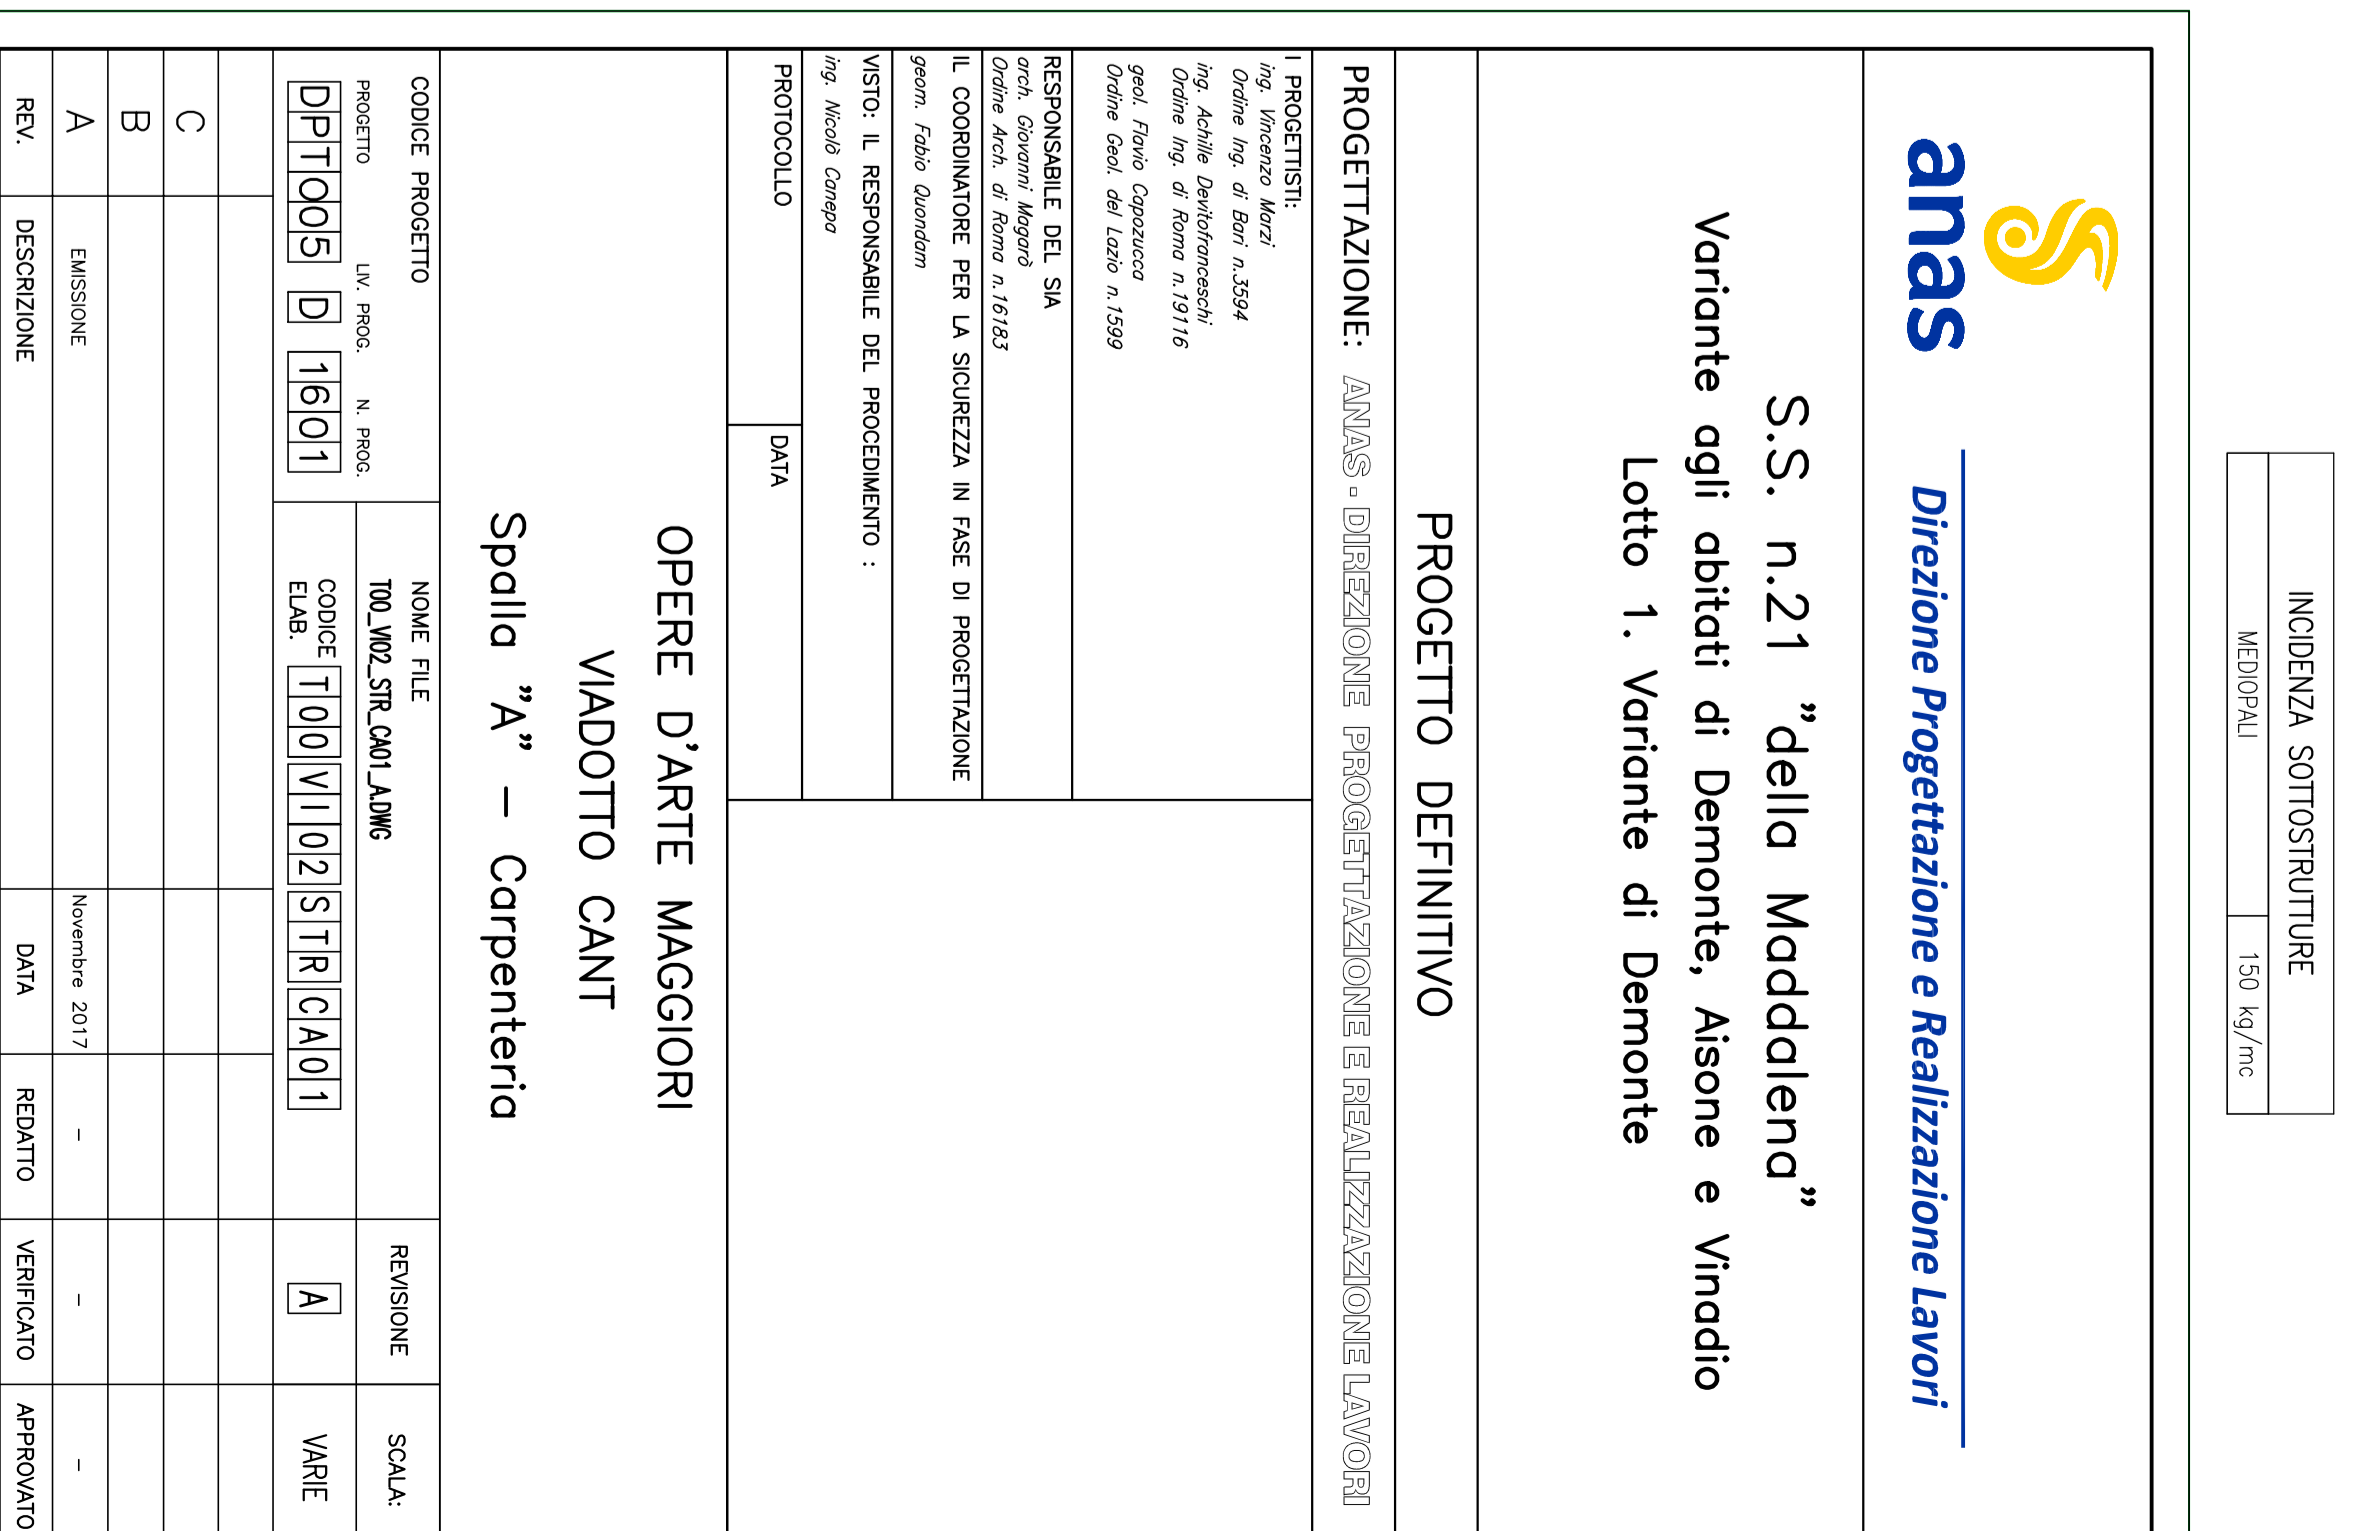 INCIDENZA SOTTOSTRUTTURE
MEDIOPALI 150 kg/mc
anas Direzione Progettazione e Realizzazione Lavori
S.S. n.21 "della Maddalena"
Variante agli abitati di Demonte, Aisone e Vinadio
Lotto 1. Variante di Demonte
PROGETTO DEFINITIVO
PROGETTAZIONE: ANAS - DIREZIONE PROGETTAZIONE E REALIZZAZIONE LAVORI
I PROGETTISTI:
ing. Vincenzo Marzi
Ordine Ing. di Bari n.3594
ing. Achille Devitofranceschi
Ordine Ing. di Roma n.19116
geol. Flavio Capozucca
Ordine Geol. del Lazio n.1599
RESPONSABILE DEL SIA
arch. Giovanni Magarò
Ordine Arch. di Roma n.16183
IL COORDINATORE PER LA SICUREZZA IN FASE DI PROGETTAZIONE
geom. Fabio Quondam
VISTO: IL RESPONSABILE DEL PROCEDIMENTO :
ing. Nicolò Canepa
PROTOCOLLO DATA
OPERE D'ARTE MAGGIORI
VIADOTTO CANT
Spalla "A" – Carpenteria
CODICE PROGETTO NOME FILE REVISIONE SCALA:
PROGETTO LIV. PROG. N. PROG. T00_VI02_STR_CA01_A.DWG
DPTO05 D 1601 CODICE ELAB. T00VI02STRCA01 A VARIE
C
B
A EMISSIONE Novembre 2017 - - -
REV. DESCRIZIONE DATA REDATTO VERIFICATO APPROVATO